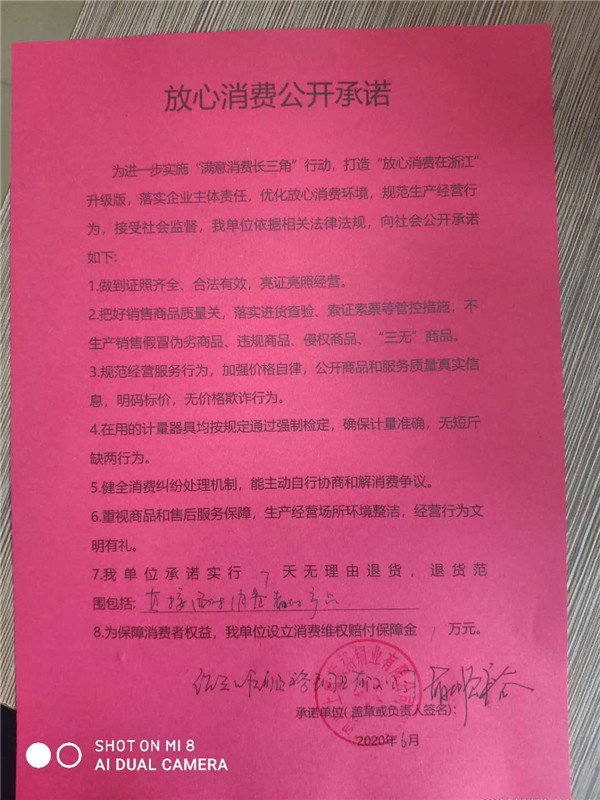 放心消费公开承诺
为进一步实施“满意消费长三角”行动，打造“放心消费在浙江”
升级版，落实企业主体责任，优化放心消费环境，规范生产经营行
为，接受社会监督，我单位依据相关法律法规，向社会公开承诺
如下:
1.做到证照齐全、合法有效，亮证亮照经营。
2.把好销售商品质量关，落实进货查验、索证索票等管控措施，不
生产销售假冒伪劣商品、违规商品、侵权商品、“三无”商品。
3.规范经营服务行为，加强价格自律，公开商品和服务质量真实信
息，明码标价，无价格欺诈行为。
4.在用的计量器具均按规定通过强制检定，确保计量准确，无短斤
缺两行为。
5.健全消费纠纷处理机制，能主动自行协商和解消费争议。
6.重视商品和售后服务保障，生产经营场所环境整洁，经营行为文
明有礼。
7.我单位承诺实行 7 天无理由退货，退货范
围包括: 直接面对消费者的产品
8.为保障消费者权益，我单位设立消费维权赔付保障金 1 万元。
承诺单位(盖章或负责人签名):
2020年6月
SHOT ON MI 8
AI DUAL CAMERA